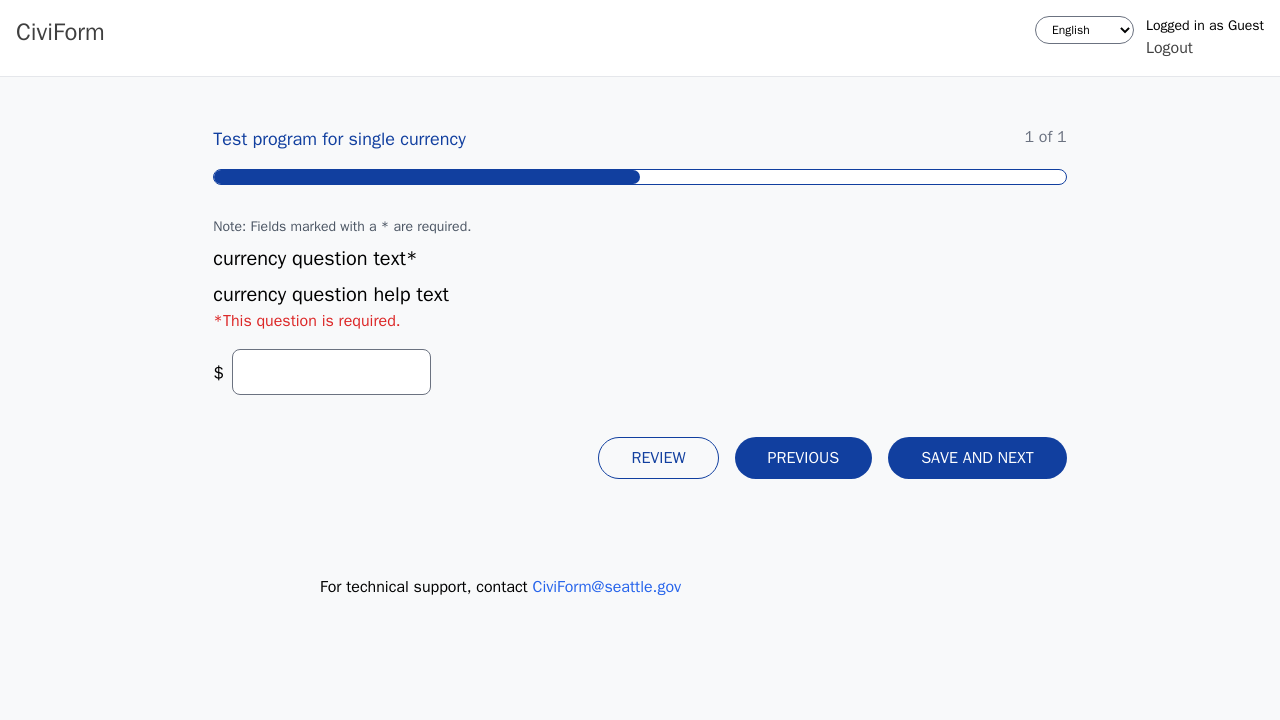 CiviForm
English
Logged in as Guest
Logout
Test program for single currency
1 of 1
Note: Fields marked with a * are required.
currency question text*
currency question help text
*This question is required.
$
REVIEW
PREVIOUS
SAVE AND NEXT
For technical support, contact CiviForm@seattle.gov